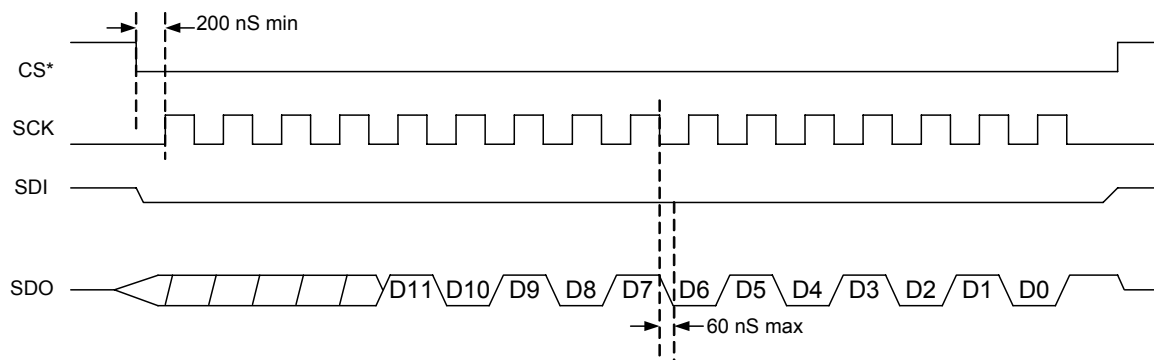 200 nS min
CS*
SCK
SDI
SDO
D11 D10 D9 D8 D7 D6 D5 D4 D3 D2 D1 D0
60 nS max